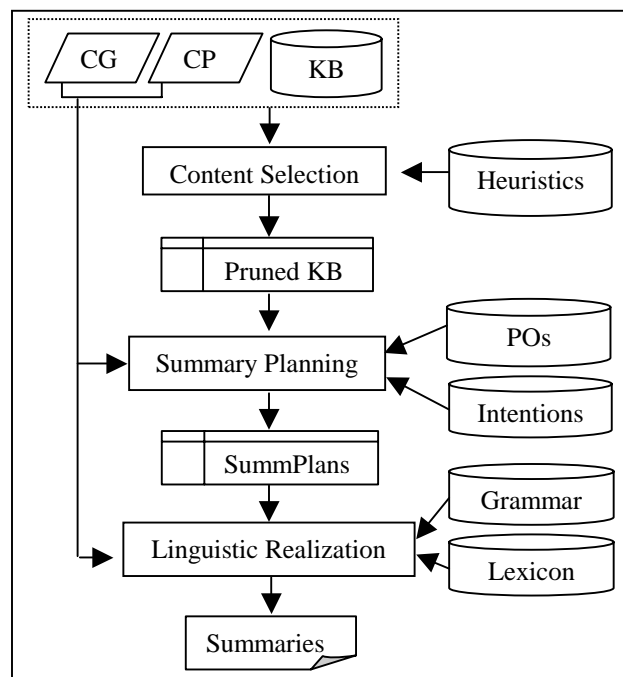 CG
CP
KB
Content Selection
Heuristics
Pruned KB
POs
Summary Planning
Intentions
SummPlans
Grammar
Linguistic Realization
Lexicon
Summaries